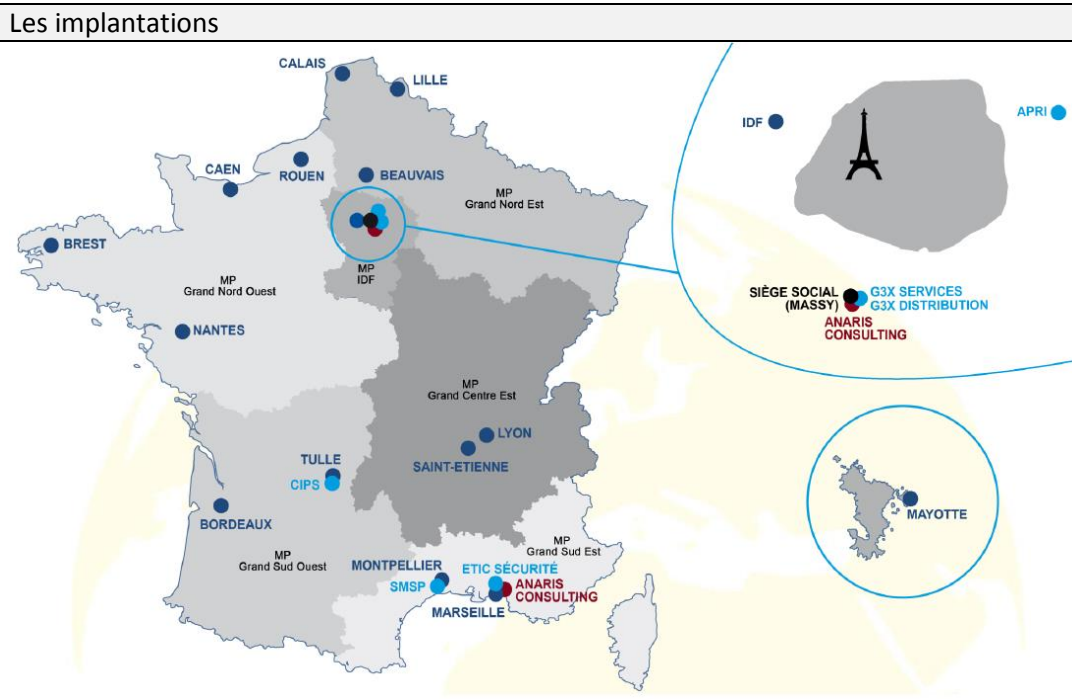 Les implantations
CALAIS
LILLE
CAEN
ROUEN
BEAUVAIS
MP
Grand Nord Est
BREST
MP
IDF
MP
Grand Nord Ouest
NANTES
MP
Grand Centre Est
LYON
SAINT-ETIENNE
TULLE
CIPS
BORDEAUX
MP
Grand Sud Ouest
MP
Grand Sud Est
MONTPELLIER
SMSP
ETIC SÉCURITÉ
ANARIS
CONSULTING
MARSEILLE
IDF
APRI
SIÈGE SOCIAL
(MASSY)
G3X SERVICES
G3X DISTRIBUTION
ANARIS
CONSULTING
MAYOTTE